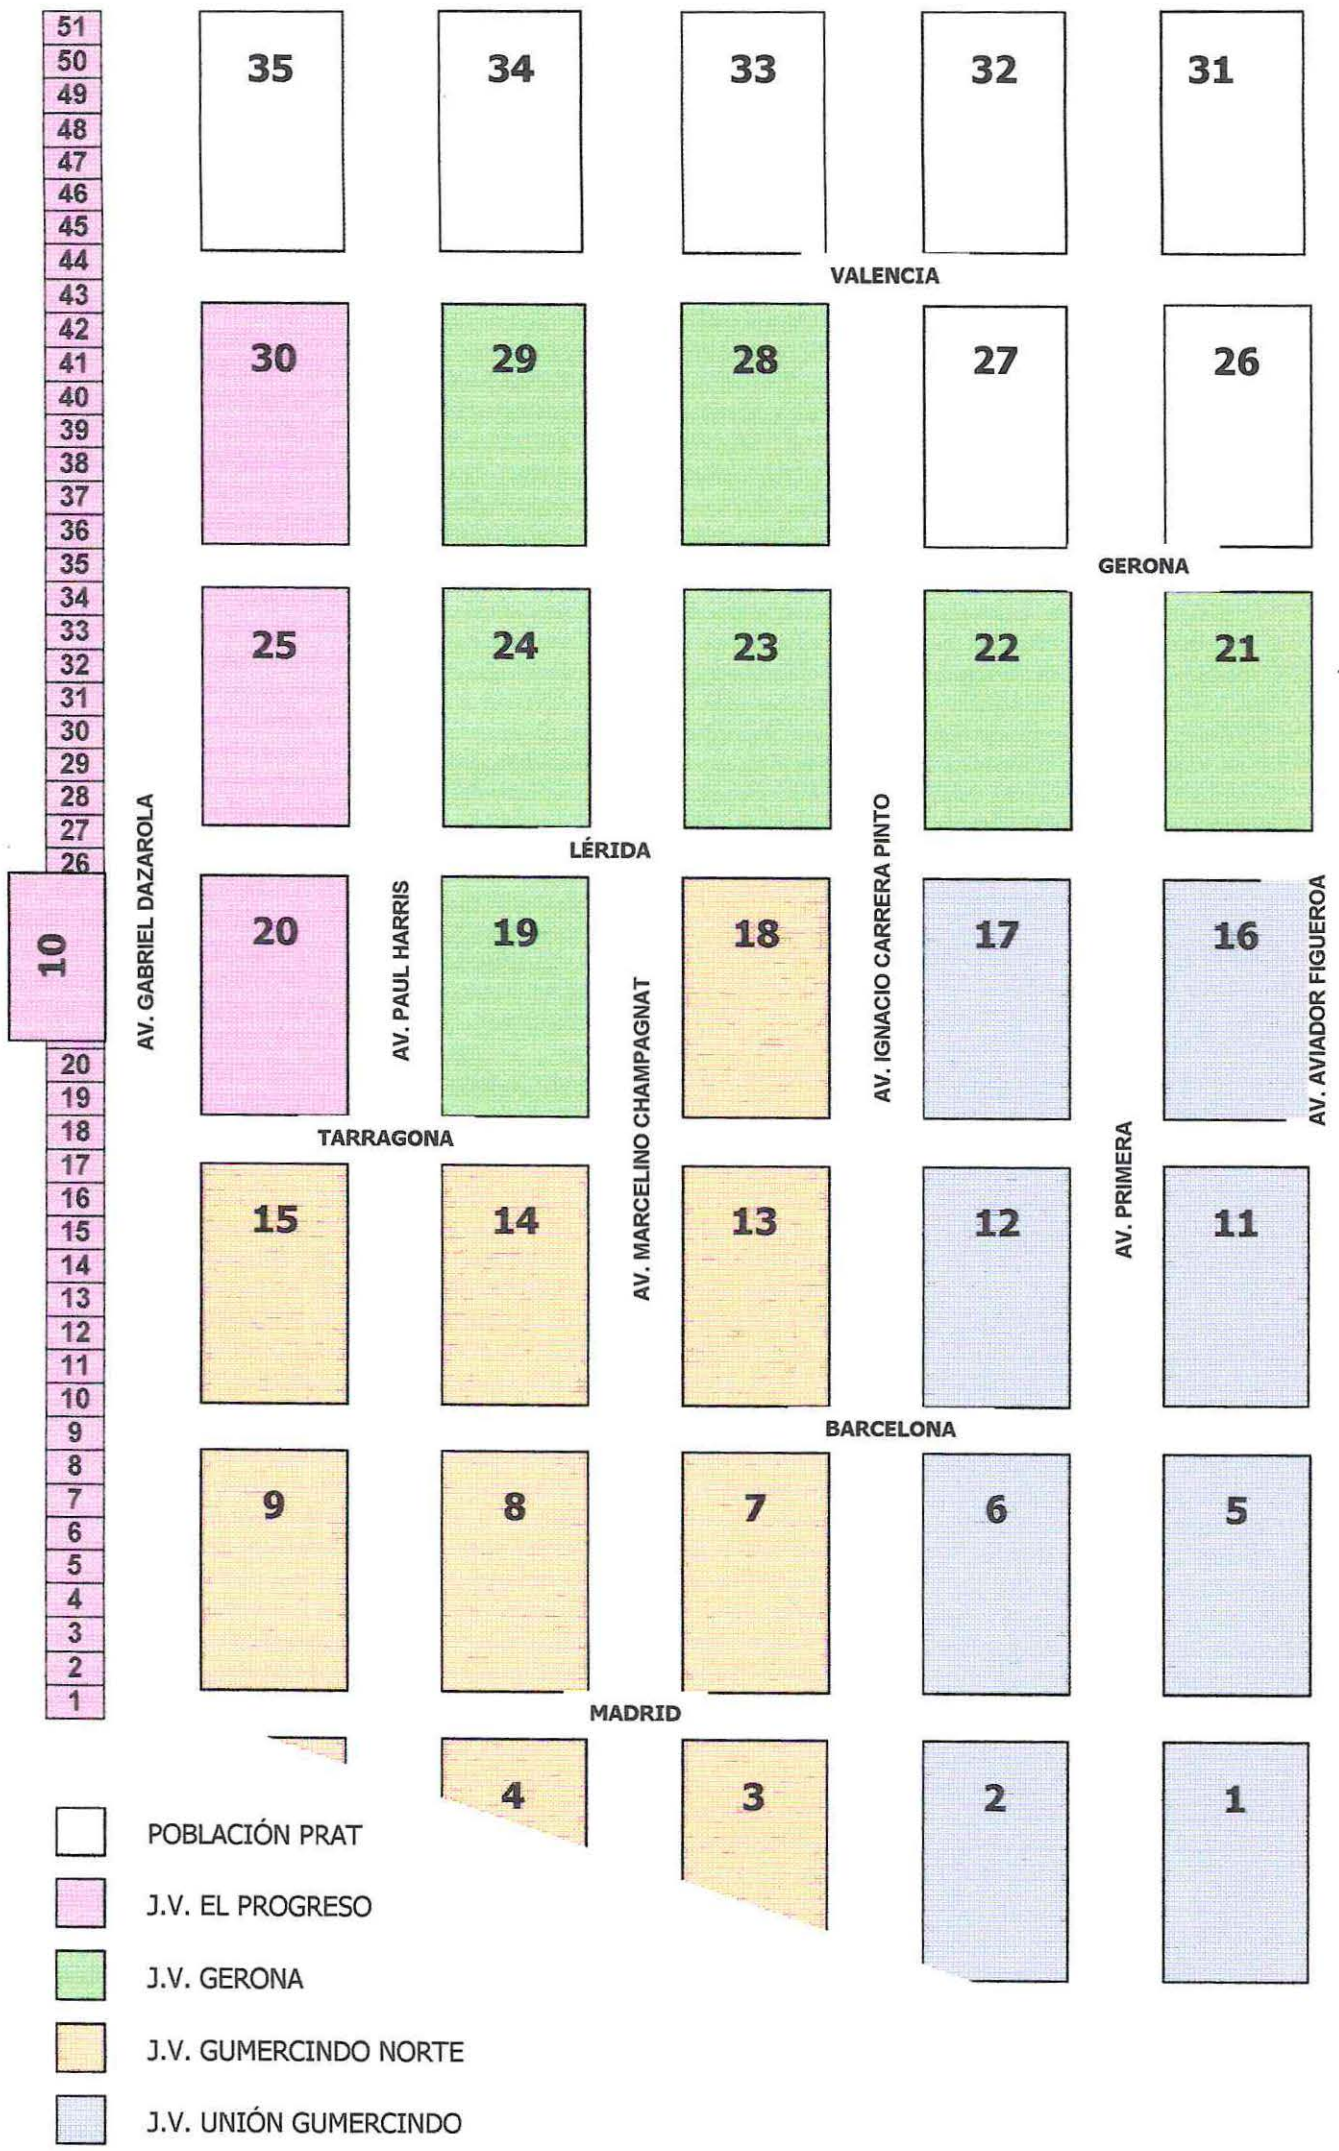 51
50
49
48
47
46
45
44
43
42
41
40
39
38
37
36
35
34
33
32
31
30
29
28
27
26
10
20
19
18
17
16
15
14
13
12
11
10
9
8
7
6
5
4
3
2
1
35 34 33 32 31
VALENCIA
30 29 28 27 26
GERONA
25 24 23 22 21
LÉRIDA
20 19 18 17 16
TARRAGONA
15 14 13 12 11
BARCELONA
9 8 7 6 5
MADRID
4 3 2 1
AV. GABRIEL DAZAROLA
AV. PAUL HARRIS
AV. MARCELINO CHAMPAGNAT
AV. IGNACIO CARRERA PINTO
AV. PRIMERA
AV. AVIADOR FIGUEROA
POBLACIÓN PRAT
J.V. EL PROGRESO
J.V. GERONA
J.V. GUMERCINDO NORTE
J.V. UNIÓN GUMERCINDO